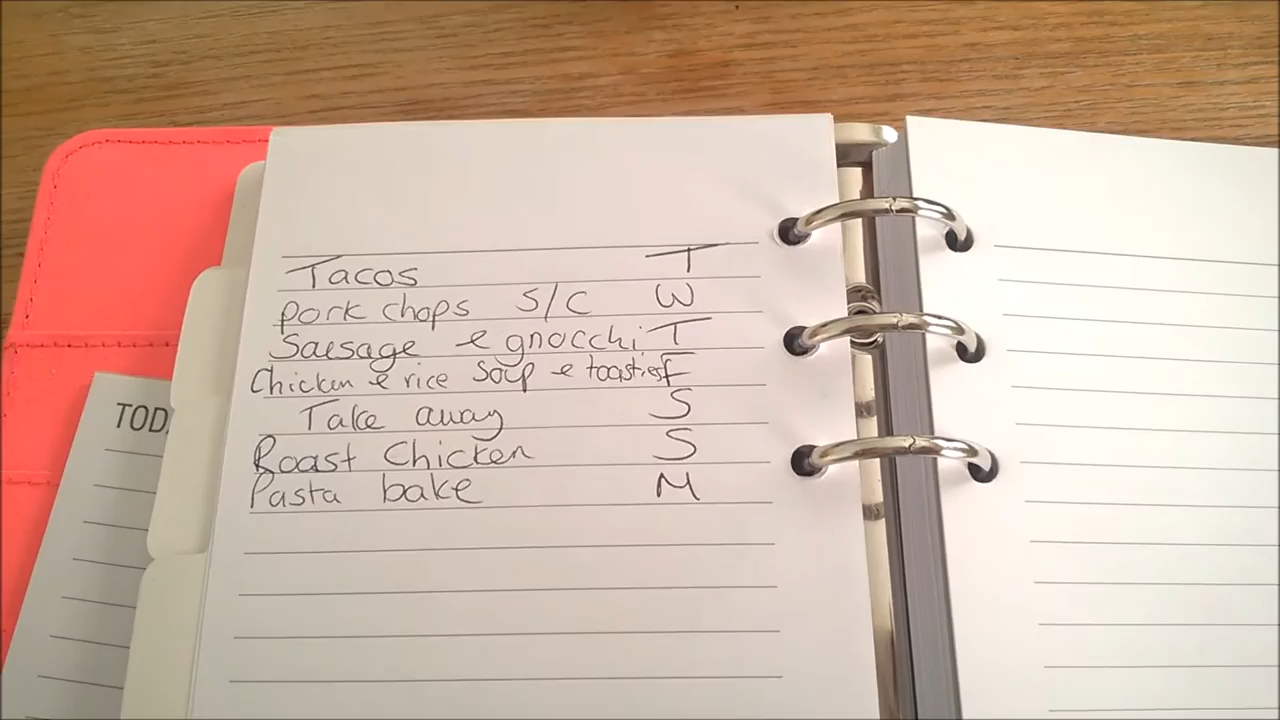 Tacos T
Pork chops S/C W
Sausage e gnocchi T
Chicken e rice Soup e toasties F
Take away S
Roast Chicken S
Pasta bake M
TOD